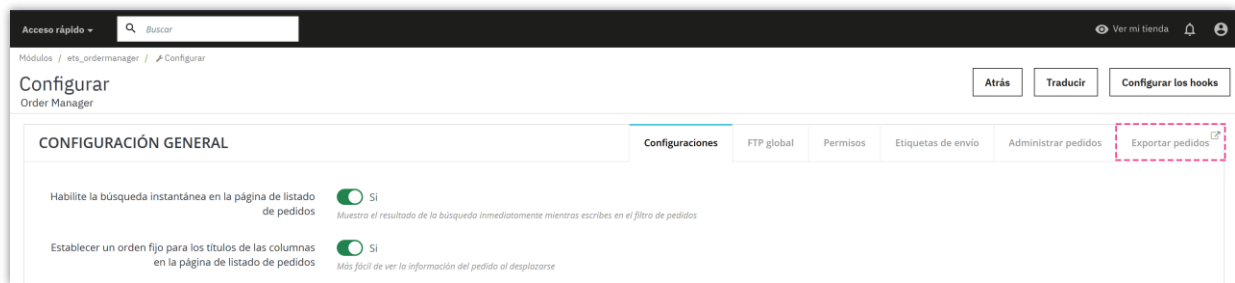 Acceso rápido
Buscar
Ver mi tienda
Módulos / ets_ordermanager / Configurar
Configurar
Order Manager
Atrás
Traducir
Configurar los hooks
CONFIGURACIÓN GENERAL
Configuraciones
FTP global
Permisos
Etiquetas de envío
Administrar pedidos
Exportar pedidos
Habilite la búsqueda instantánea en la página de listado
de pedidos
Sí
Muestra el resultado de la búsqueda inmediatamente mientras escribes en el filtro de pedidos
Establecer un orden fijo para los títulos de las columnas
en la página de listado de pedidos
Sí
Más fácil de ver la información del pedido al desplazarse